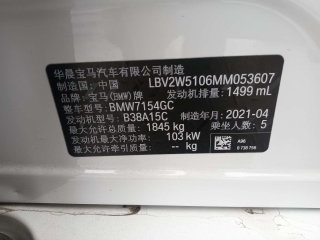 华晨宝马汽车有限公司制造
制造国: 中国 LBV2W5106MM053607
品牌: 宝马(BMW)牌 发动机排量: 1499 mL
整车型号: BMW7154GC
发动机型号: B38A15C 制造年月: 2021-04
最大允许总质量: 1845 kg 乘坐人数: 5
发动机最大净功率: 103 kW
最大允许牵引质量: -- kg
A96